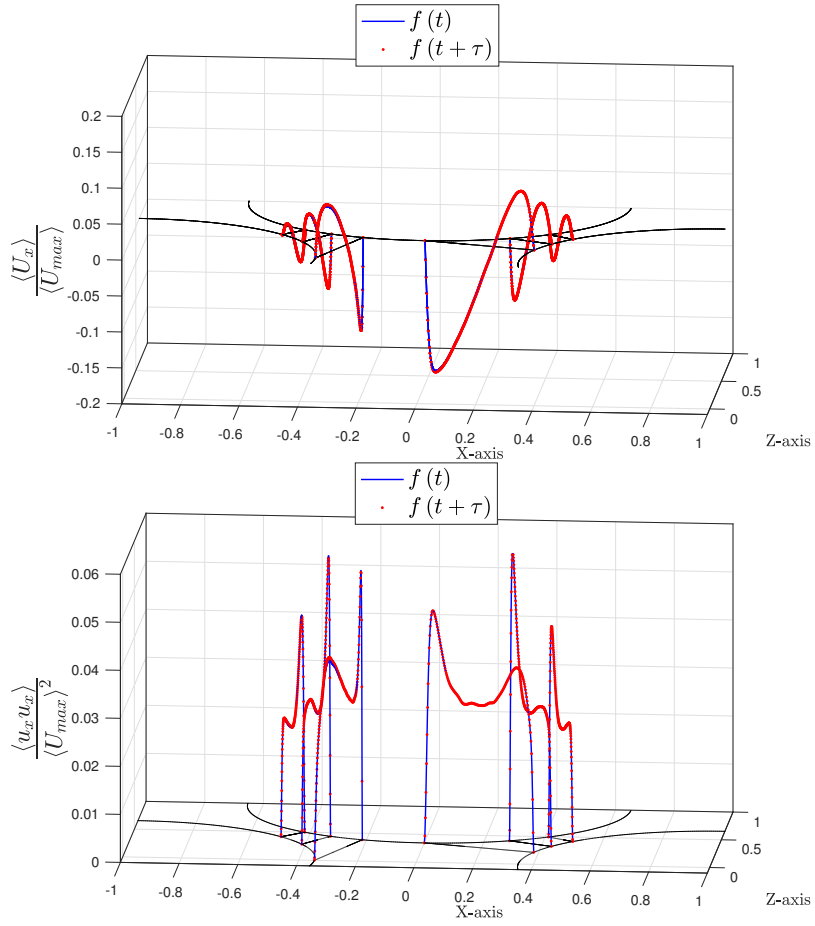 f (t)
f (t + τ)
0.2
0.15
0.1
0.05
0
-0.05
-0.1
-0.15
-0.2
⟨U_x⟩
⟨U_max⟩
-1 -0.8 -0.6 -0.4 -0.2 0 0.2 0.4 0.6 0.8 1
X-axis
0 0.5 1
Z-axis
f (t)
f (t + τ)
0.06
0.05
0.04
0.03
0.02
0.01
0
⟨u_x u_x⟩
⟨U_max⟩²
-1 -0.8 -0.6 -0.4 -0.2 0 0.2 0.4 0.6 0.8 1
X-axis
0 0.5 1
Z-axis